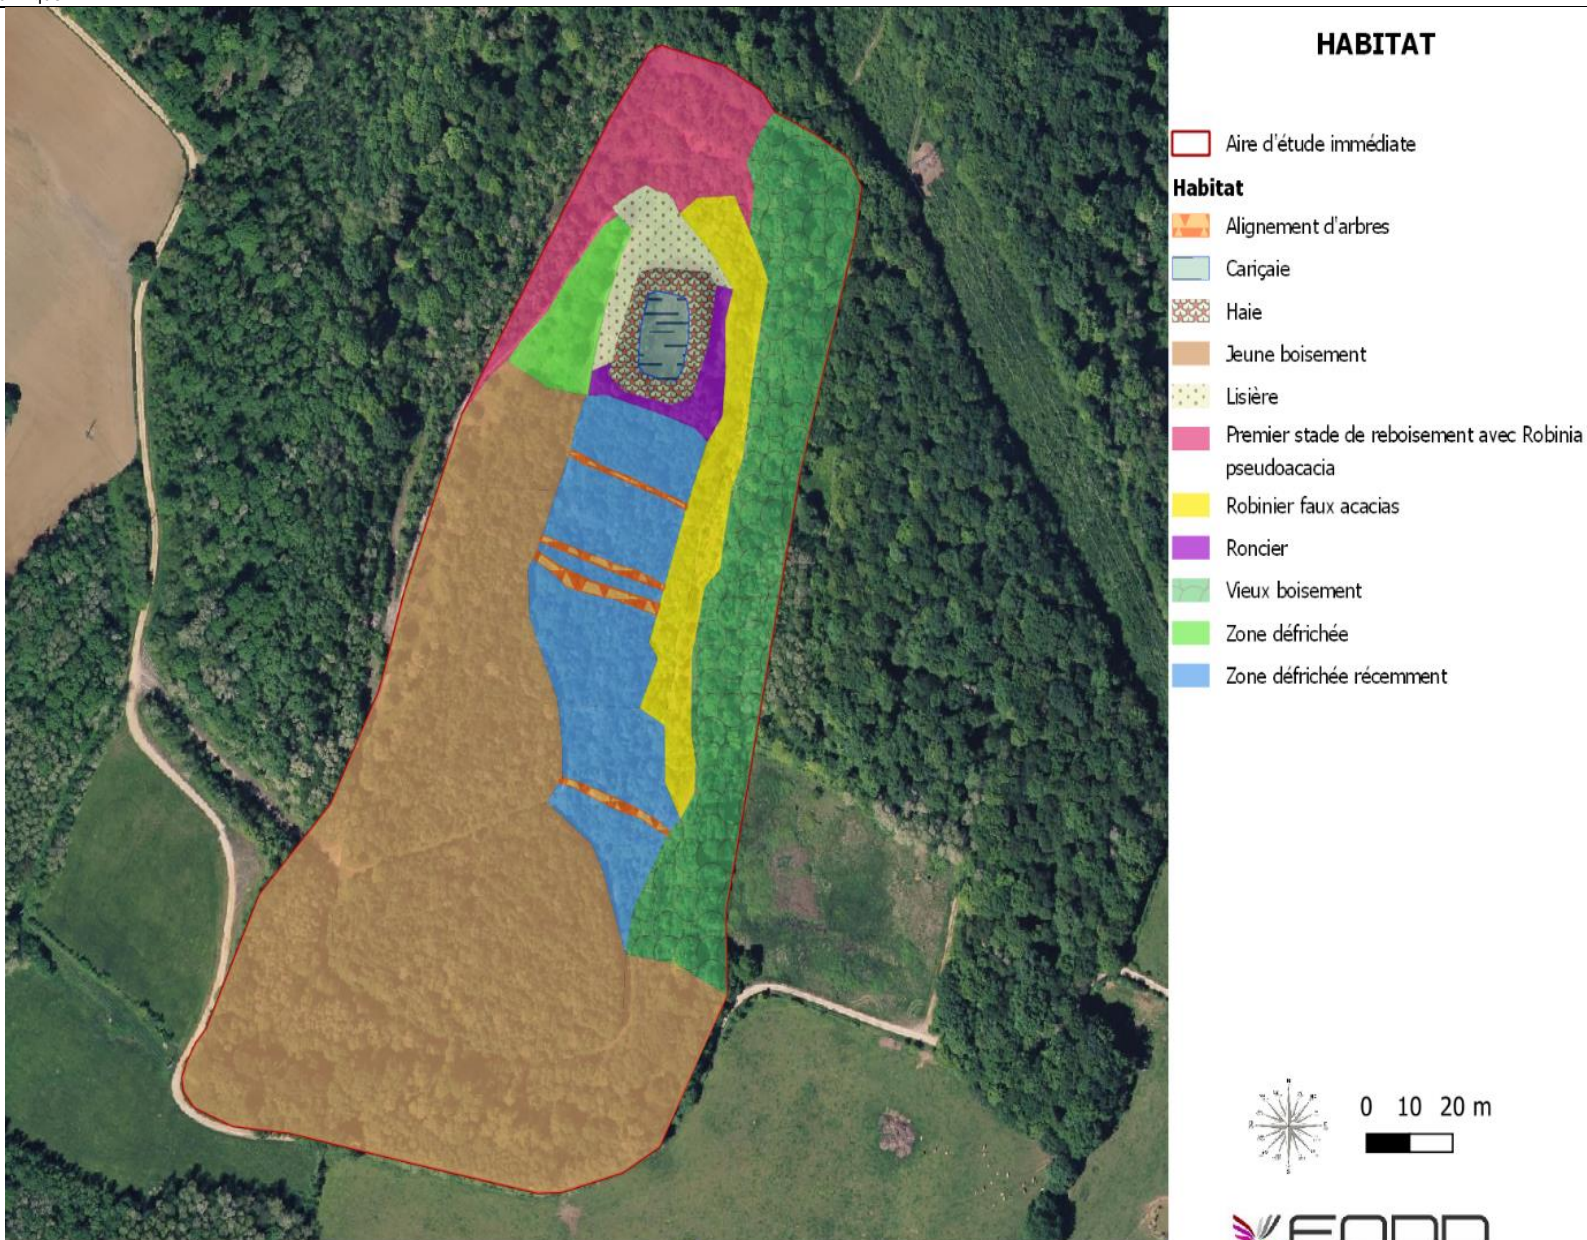 HABITAT
Aire d'étude immédiate
Habitat
Alignement d'arbres
Cariçaie
Haie
Jeune boisement
Lisière
Premier stade de reboisement avec Robinia
pseudoacacia
Robinier faux acacias
Roncier
Vieux boisement
Zone défrichée
Zone défrichée récemment
0 10 20 m